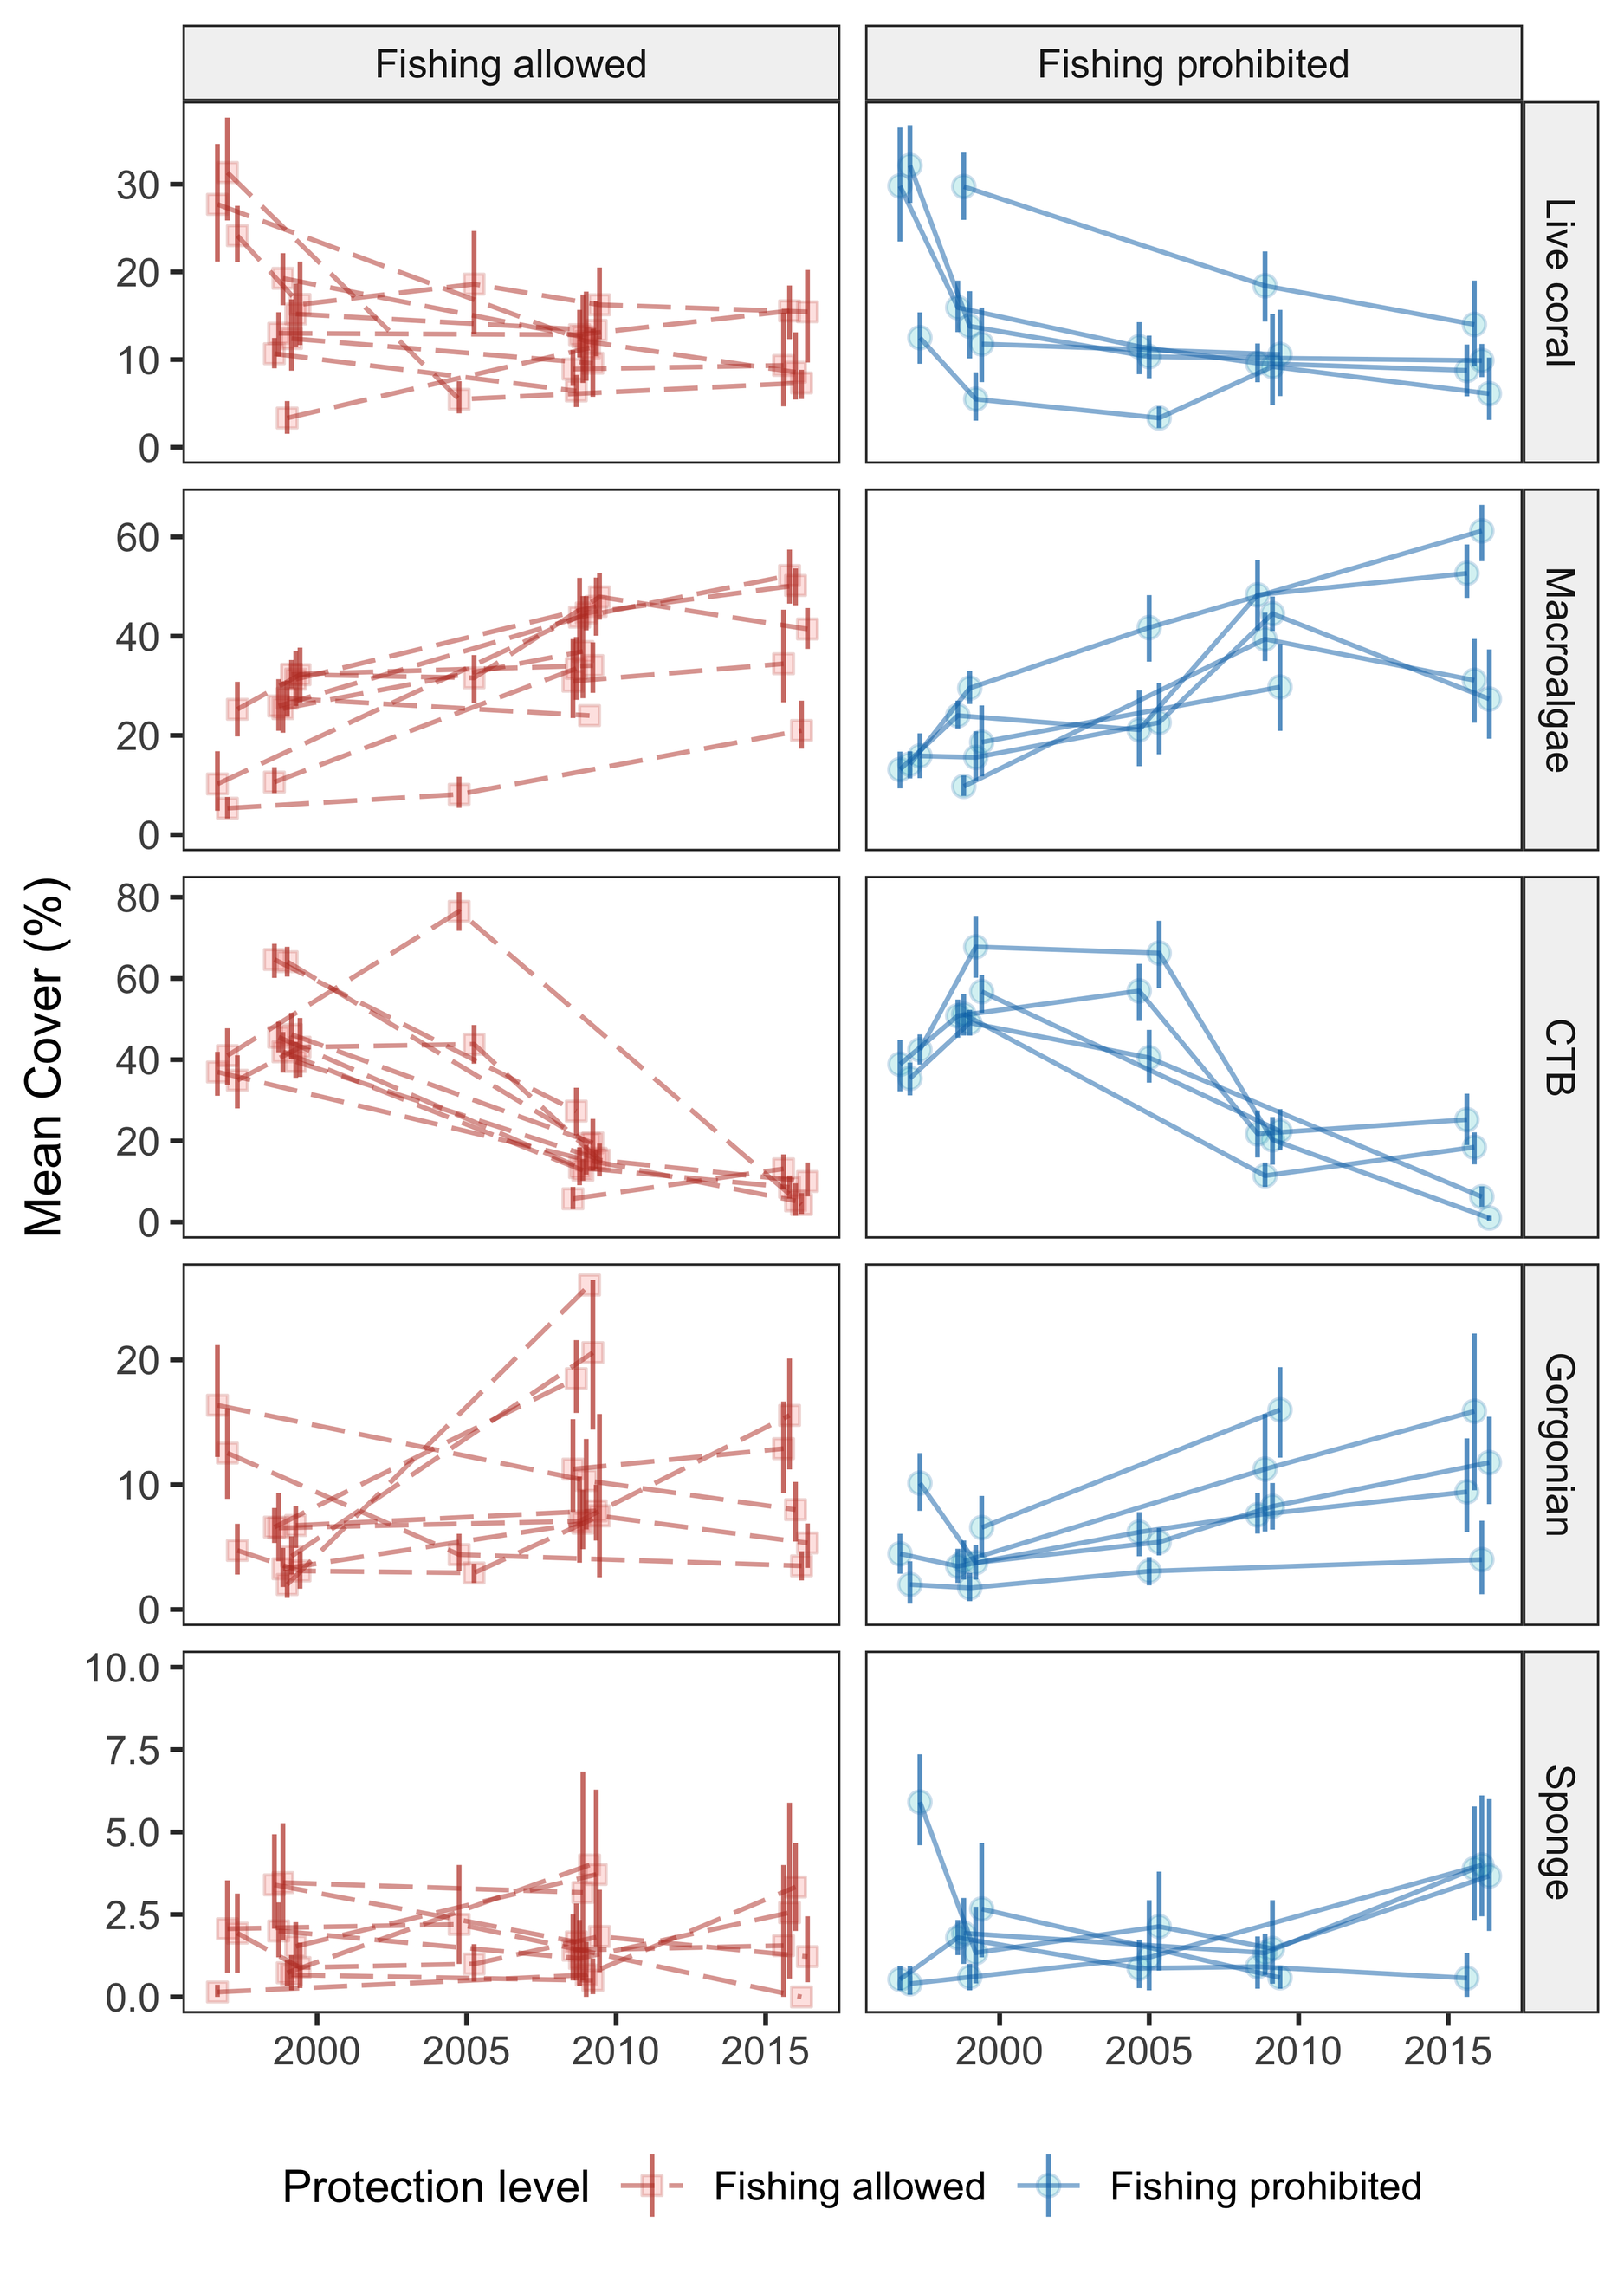 Fishing allowed
Fishing prohibited
30
20
10
0
Live coral
60
40
20
0
Macroalgae
80
60
40
20
0
CTB
20
10
0
Gorgonian
10.0
7.5
5.0
2.5
0.0
Sponge
Mean Cover (%)
2000 2005 2010 2015
2000 2005 2010 2015
Protection level Fishing allowed Fishing prohibited